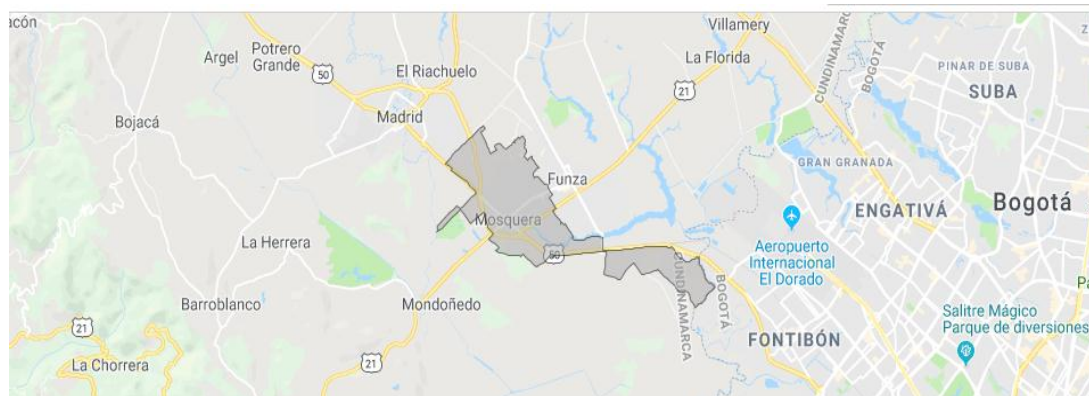 acón
Villamery
Argel
Potrero
Grande
50
El Riachuelo
La Florida
CUNDINAMARCA
BOGOTÁ
PINAR DE SUBA
SUBA
21
Bojacá
Madrid
GRAN GRANADA
Funza
ENGATIVÁ
Bogotá
Mosquera
La Herrera
50
Aeropuerto
Internacional
El Dorado
CUNDINAMARCA
BOGOTÁ
Barroblanco
Mondoñedo
21
Salitre Mágico
Parque de diversiones
FONTIBÓN
La Chorrera
21